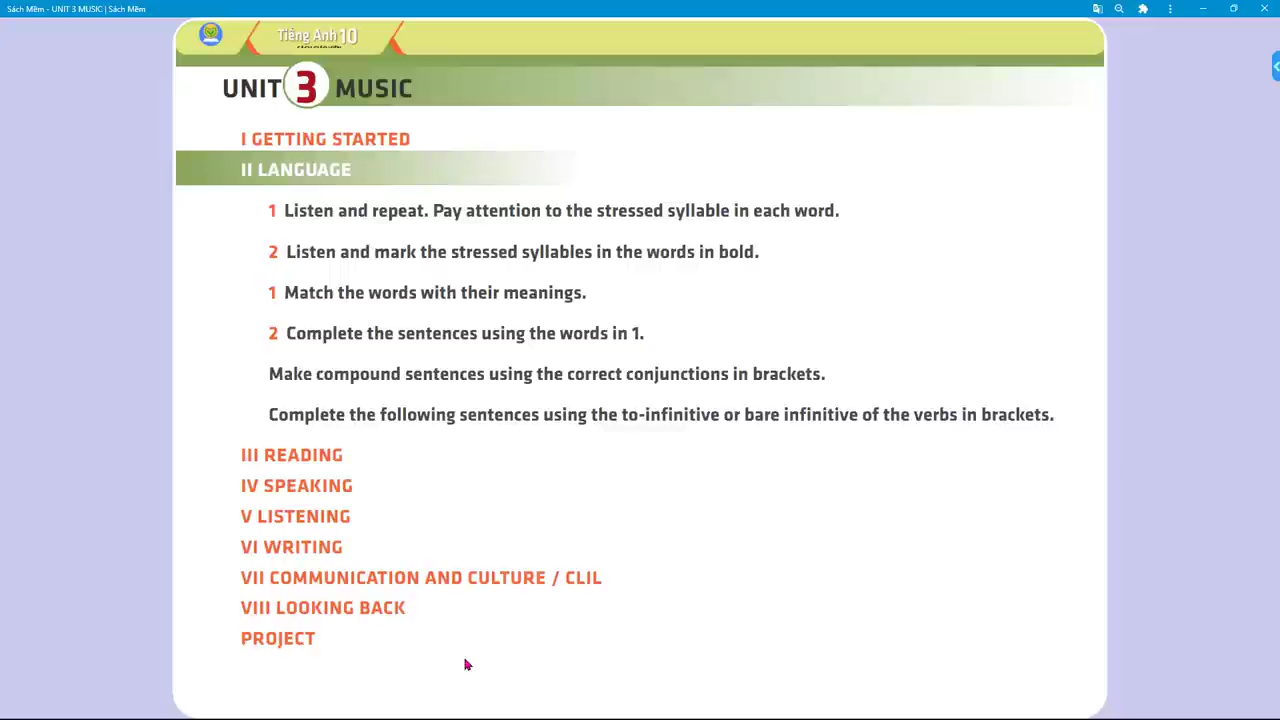 Sách Mềm - UNIT 3 MUSIC | Sách Mềm
Tiếng Anh 10
UNIT 3 MUSIC
I GETTING STARTED
II LANGUAGE
1 Listen and repeat. Pay attention to the stressed syllable in each word.
2 Listen and mark the stressed syllables in the words in bold.
1 Match the words with their meanings.
2 Complete the sentences using the words in 1.
Make compound sentences using the correct conjunctions in brackets.
Complete the following sentences using the to-infinitive or bare infinitive of the verbs in brackets.
III READING
IV SPEAKING
V LISTENING
VI WRITING
VII COMMUNICATION AND CULTURE / CLIL
VIII LOOKING BACK
PROJECT